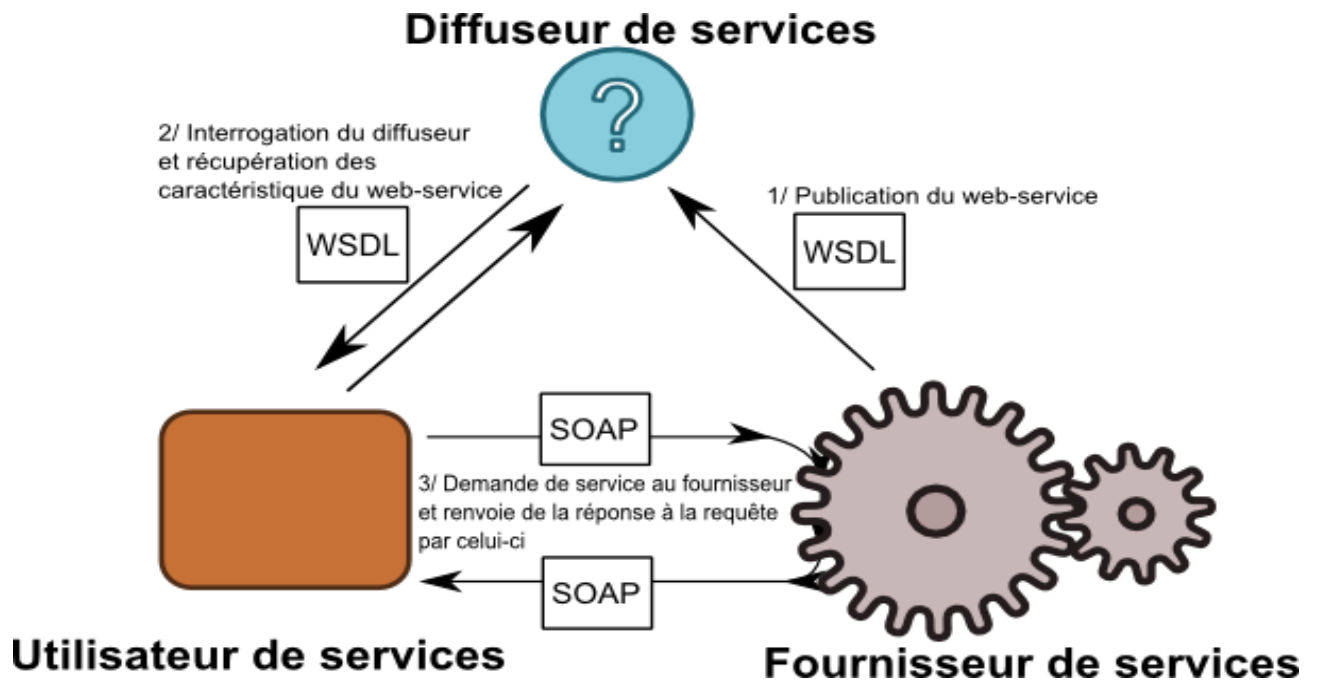 Diffuseur de services
?
2/ Interrogation du diffuseur
et récupération des
caractéristique du web-service
WSDL
1/ Publication du web-service
WSDL
SOAP
3/ Demande de service au fournisseur
et renvoie de la réponse à la requête
par celui-ci
SOAP
Utilisateur de services
Fournisseur de services